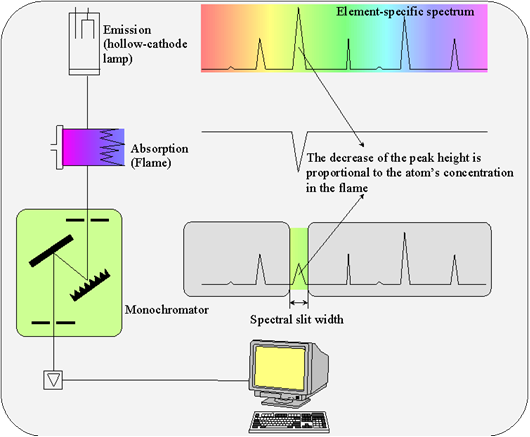 Emission
(hollow-cathode
lamp)
Element-specific spectrum
Absorption
(Flame)
The decrease of the peak height is
proportional to the atom's concentration
in the flame
Monochromator
Spectral slit width